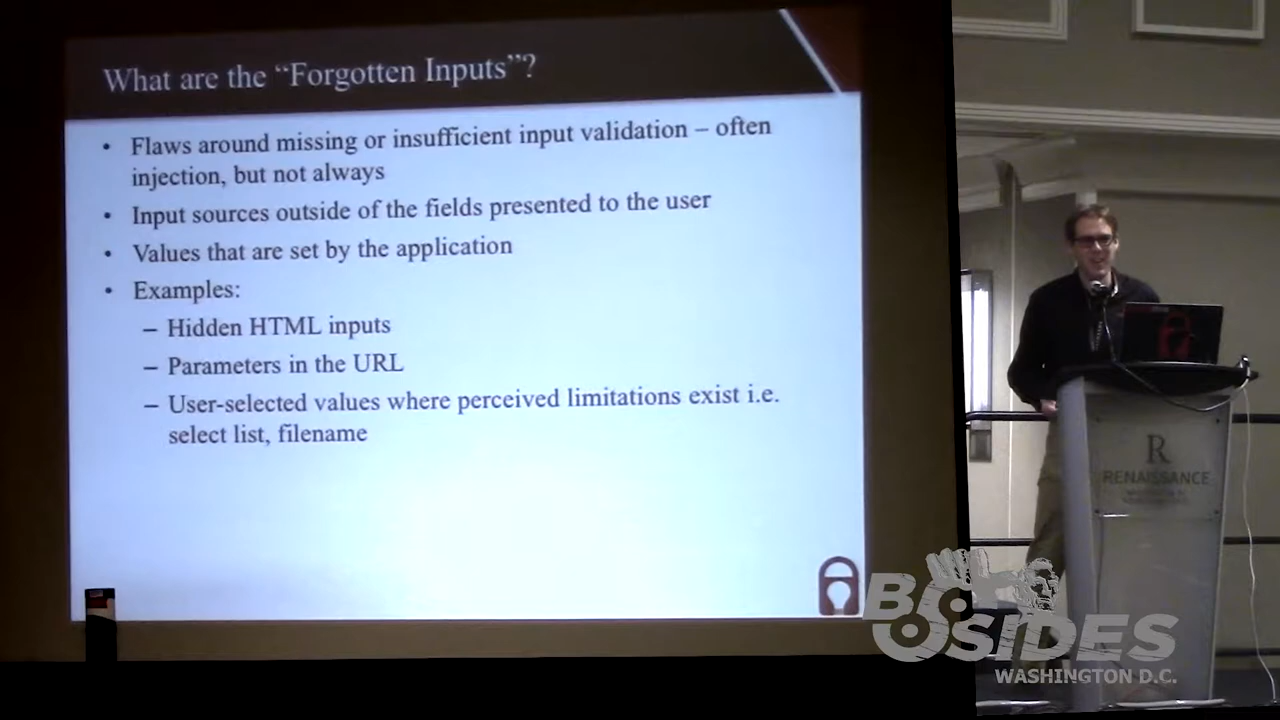 What are the “Forgotten Inputs”?
• Flaws around missing or insufficient input validation – often
injection, but not always
• Input sources outside of the fields presented to the user
• Values that are set by the application
• Examples:
– Hidden HTML inputs
– Parameters in the URL
– User-selected values where perceived limitations exist i.e.
select list, filename
R
RENAISSANCE
BSIDES
WASHINGTON D.C.